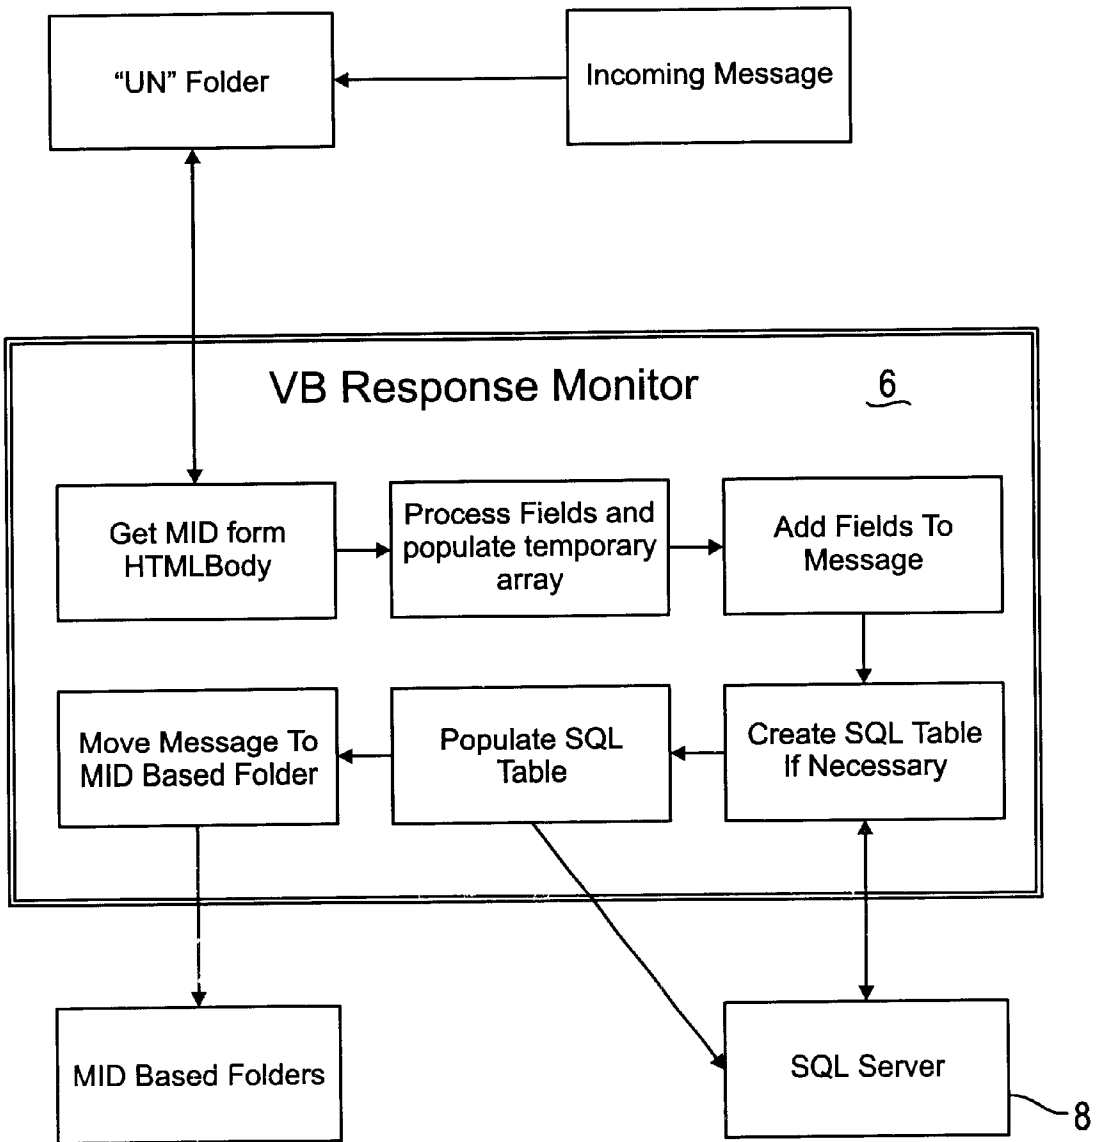 “UN” Folder
Incoming Message
VB Response Monitor
6
Get MID form
HTMLBody
Process Fields and
populate temporary
array
Add Fields To
Message
Move Message To
MID Based Folder
Populate SQL
Table
Create SQL Table
If Necessary
MID Based Folders
SQL Server
8